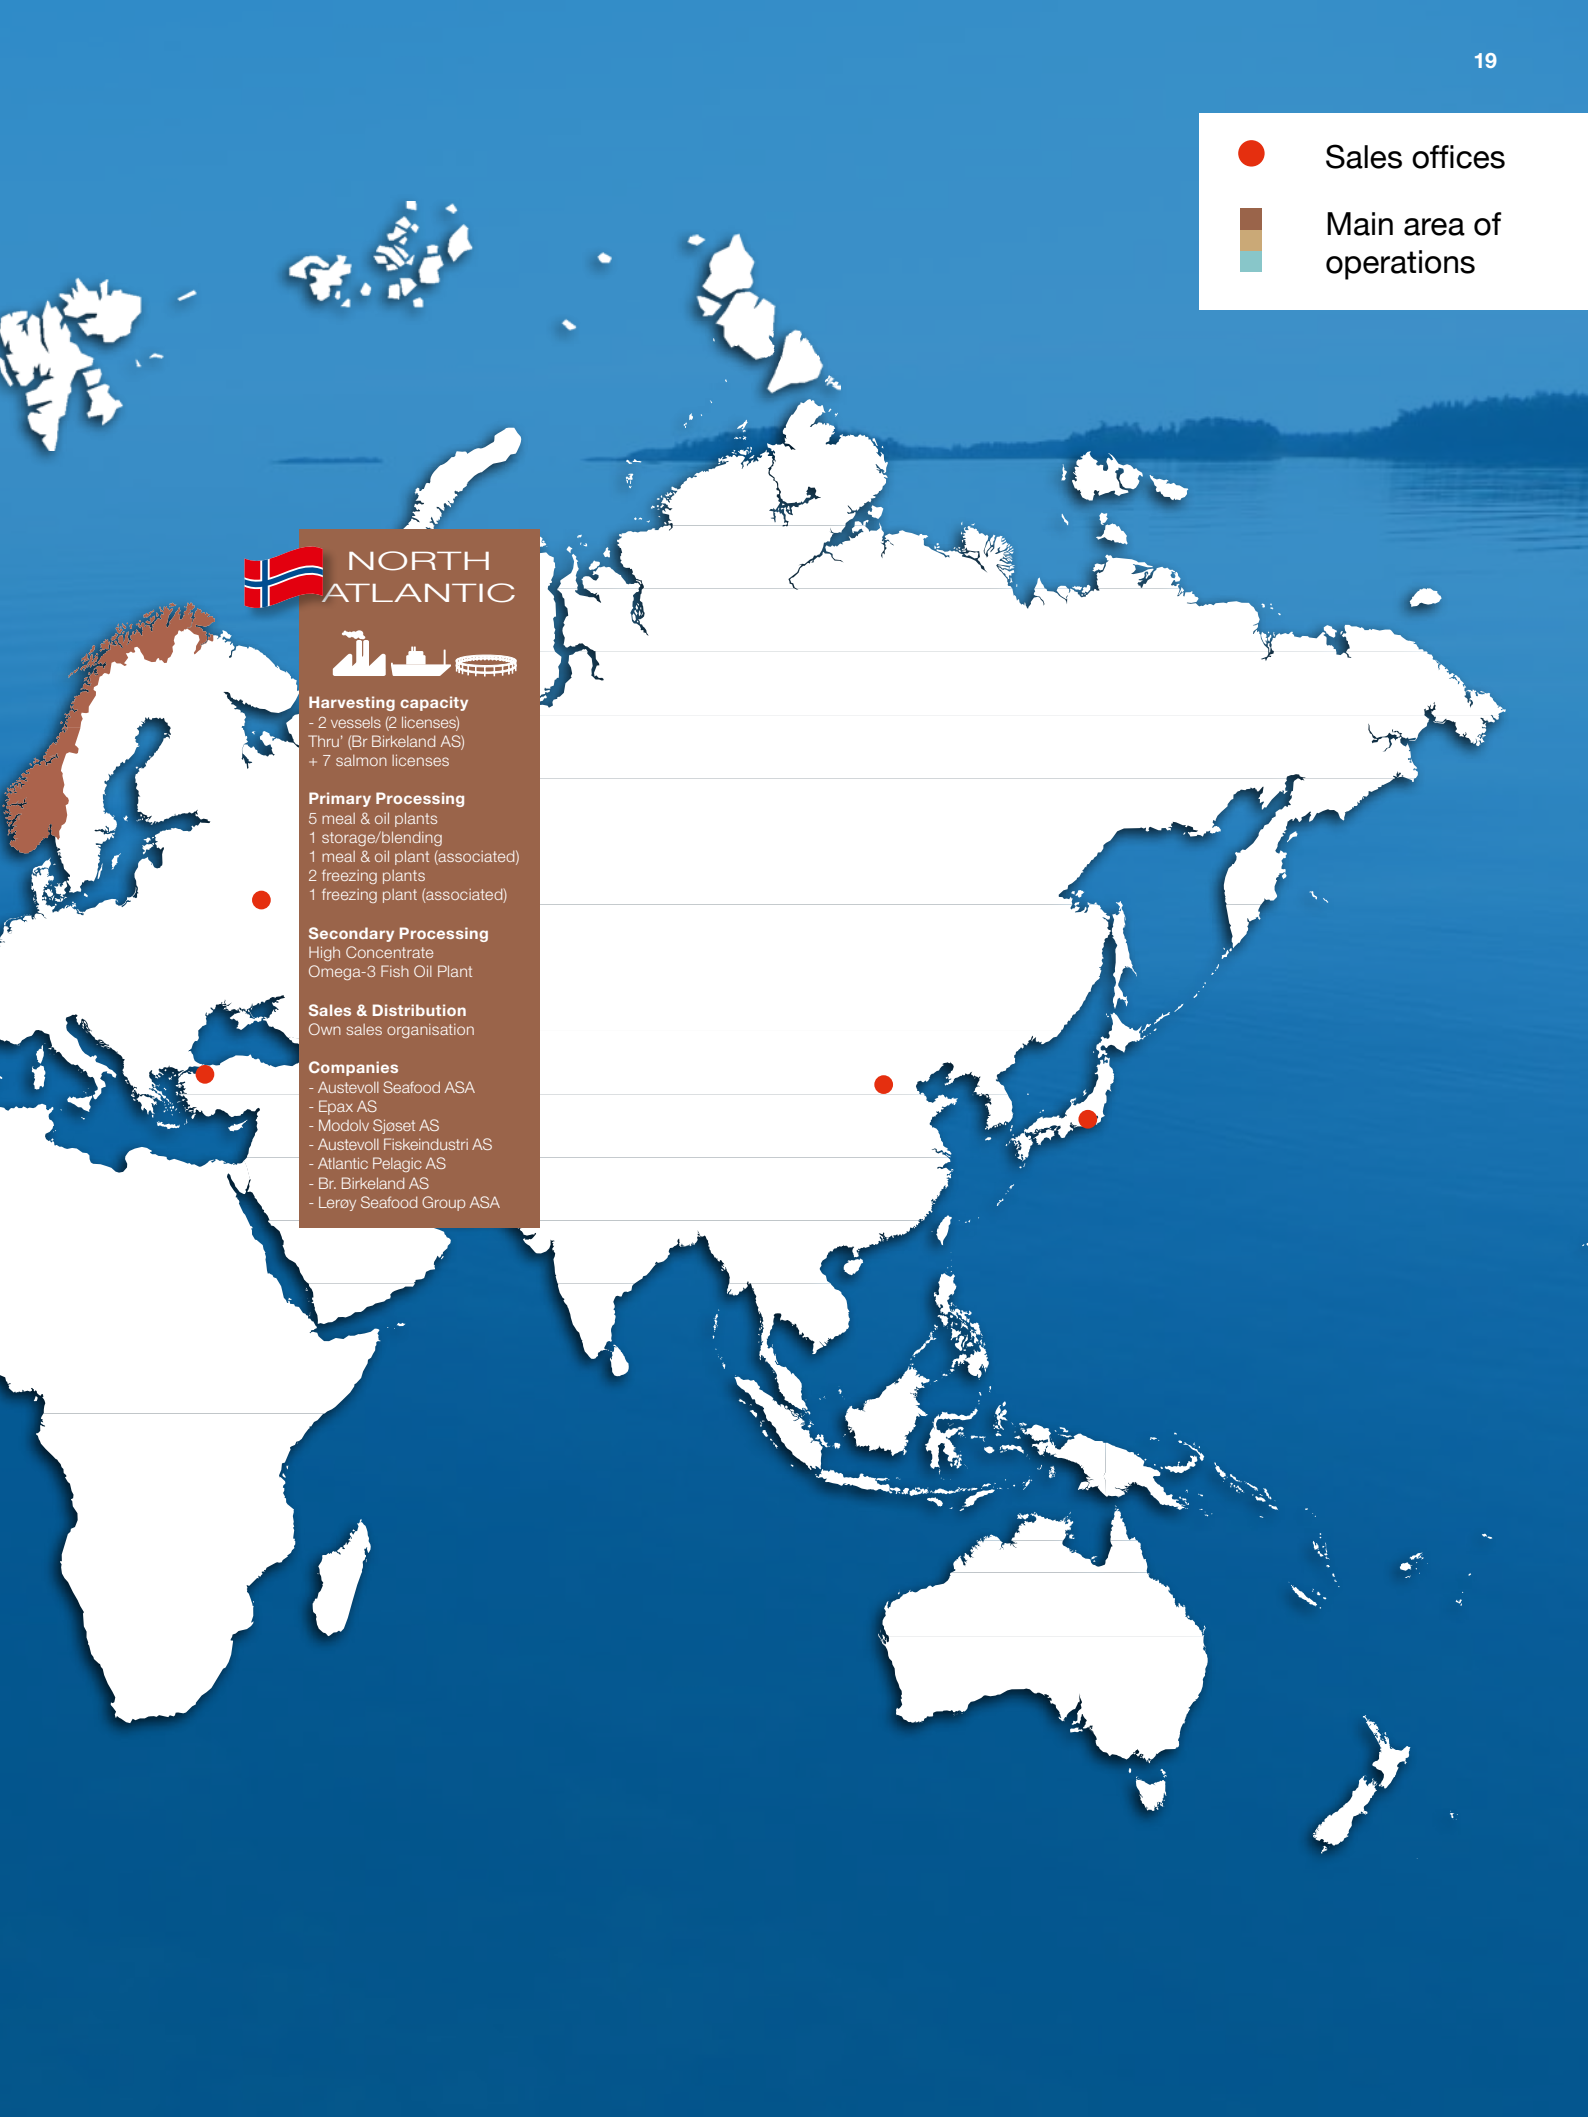 19
Sales offices
Main area of
operations
NORTH
ATLANTIC
Harvesting capacity
- 2 vessels (2 licenses)
Thru’ (Br Birkeland AS)
+ 7 salmon licenses
Primary Processing
5 meal & oil plants
1 storage/blending
1 meal & oil plant (associated)
2 freezing plants
1 freezing plant (associated)
Secondary Processing
High Concentrate
Omega-3 Fish Oil Plant
Sales & Distribution
Own sales organisation
Companies
- Austevoll Seafood ASA
- Epax AS
- Modolv Sjøset AS
- Austevoll Fiskeindustri AS
- Atlantic Pelagic AS
- Br. Birkeland AS
- Lerøy Seafood Group ASA